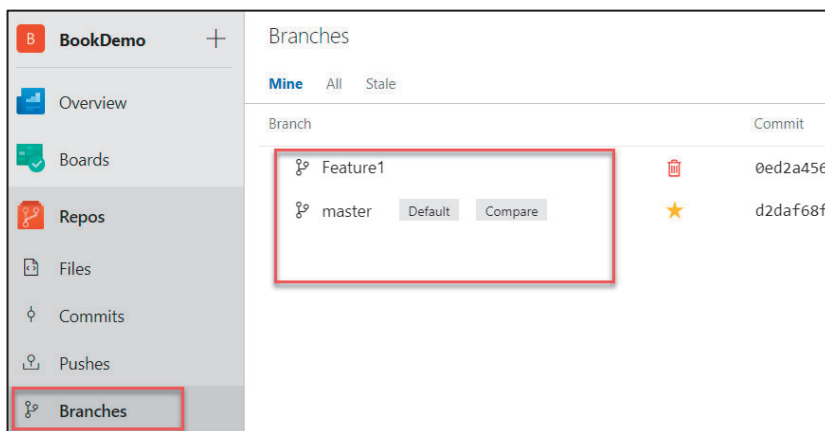 B BookDemo +
Overview
Boards
Repos
Files
Commits
Pushes
Branches
Branches
Mine All Stale
Branch Commit
Feature1 0ed2a456
master Default Compare d2daf68f